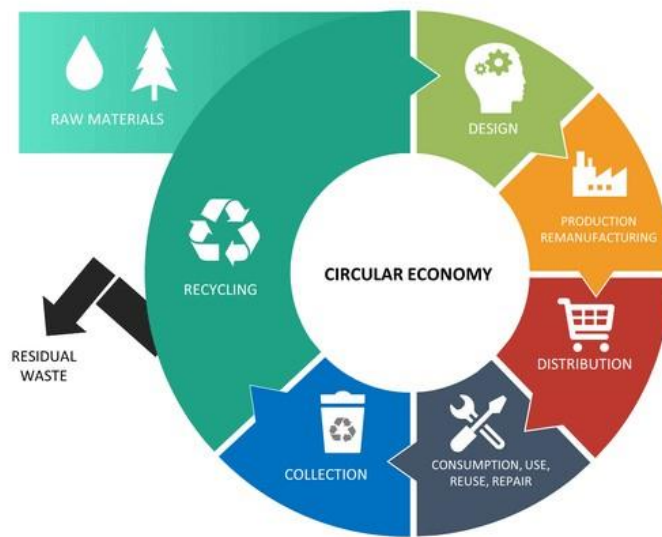 RAW MATERIALS
DESIGN
PRODUCTION
REMANUFACTURING
RECYCLING
CIRCULAR ECONOMY
DISTRIBUTION
RESIDUAL
WASTE
COLLECTION
CONSUMPTION, USE,
REUSE, REPAIR